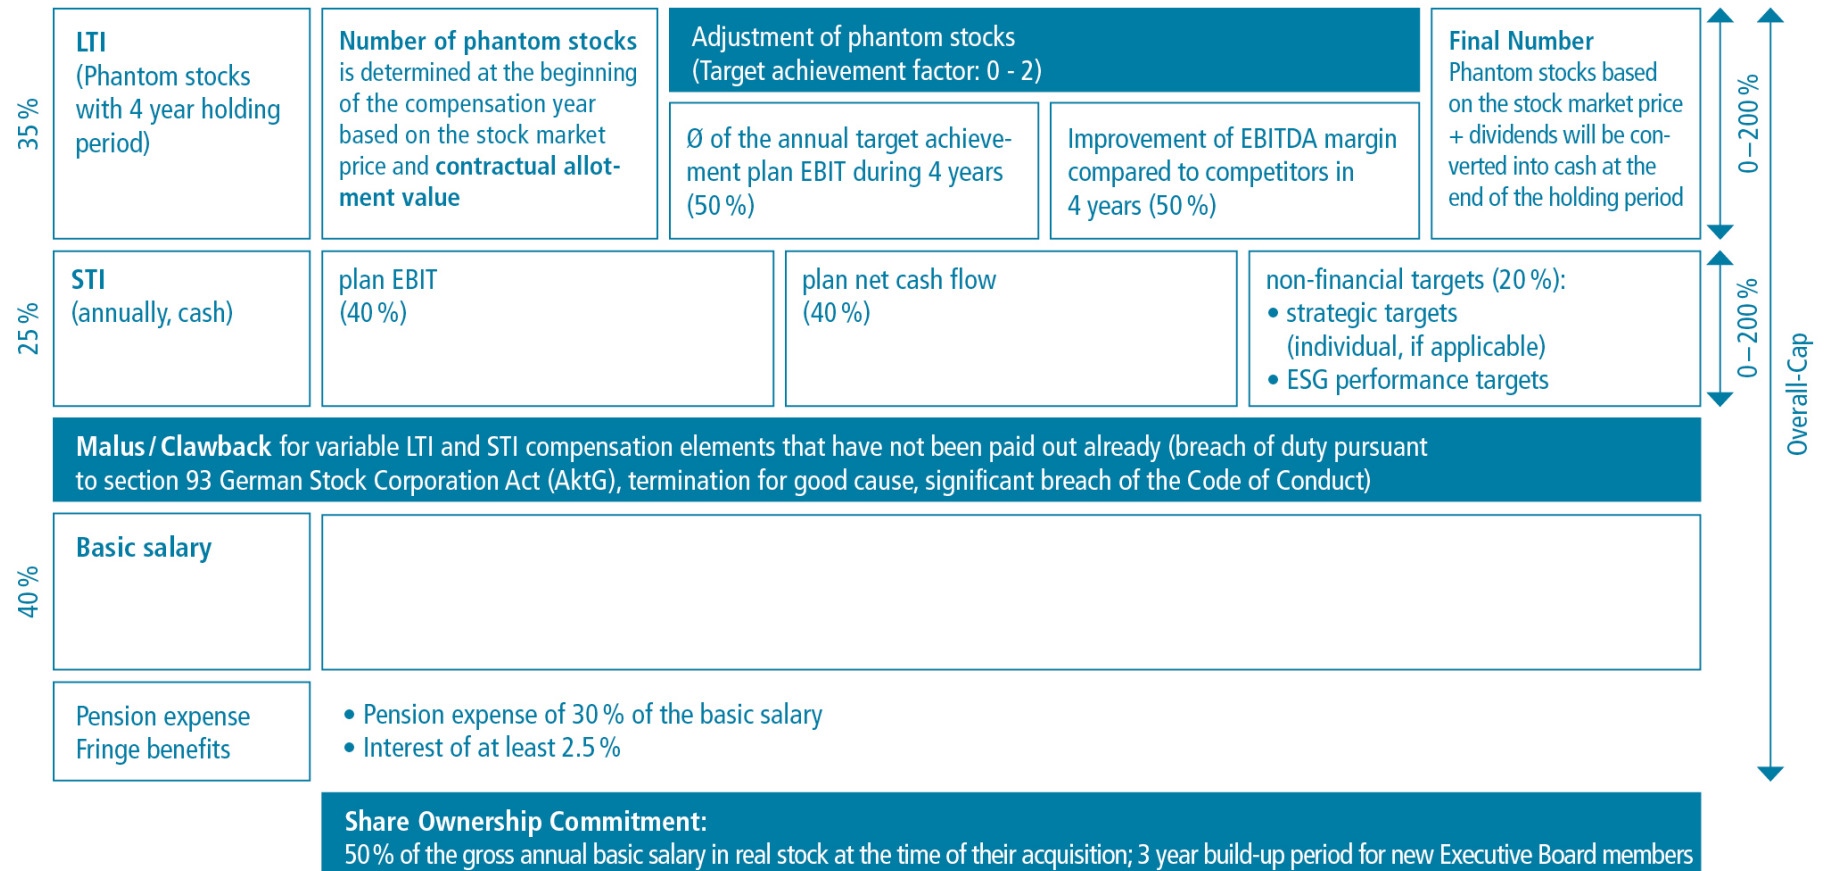 35 %
LTI
(Phantom stocks
with 4 year holding
period)
Number of phantom stocks
is determined at the beginning
of the compensation year
based on the stock market
price and contractual allot-
ment value
Adjustment of phantom stocks
(Target achievement factor: 0 - 2)
Ø of the annual target achieve-
ment plan EBIT during 4 years
(50 %)
Improvement of EBITDA margin
compared to competitors in
4 years (50 %)
Final Number
Phantom stocks based
on the stock market price
+ dividends will be con-
verted into cash at the
end of the holding period
0 – 200 %
25 %
STI
(annually, cash)
plan EBIT
(40 %)
plan net cash flow
(40 %)
non-financial targets (20 %):
• strategic targets
(individual, if applicable)
• ESG performance targets
0 – 200 %
Overall-Cap
Malus / Clawback for variable LTI and STI compensation elements that have not been paid out already (breach of duty pursuant
to section 93 German Stock Corporation Act (AktG), termination for good cause, significant breach of the Code of Conduct)
40 %
Basic salary
Pension expense
Fringe benefits
• Pension expense of 30 % of the basic salary
• Interest of at least 2.5 %
Share Ownership Commitment:
50 % of the gross annual basic salary in real stock at the time of their acquisition; 3 year build-up period for new Executive Board members